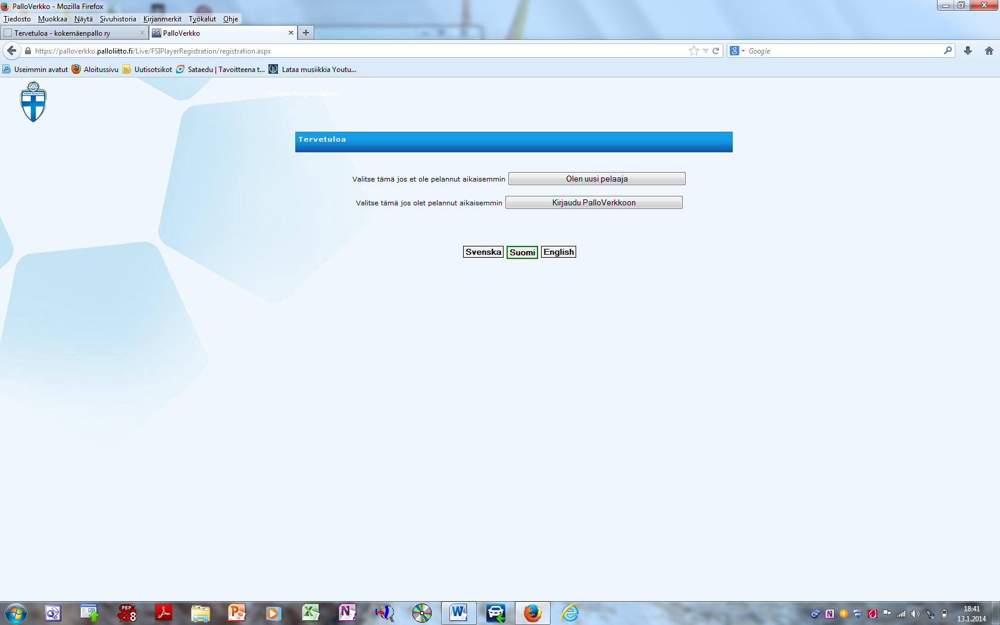 PalloVerkko - Mozilla Firefox
Tiedosto Muokkaa Näytä Sivuhistoria Kirjanmerkit Työkalut Ohje
Tervetuloa - kokemäenpallo ry
FSI PalloVerkko
https://palloverkko.palloliitto.fi/Live/FSIPlayerRegistration/registration.aspx
Google
Useimmin avatut Aloitussivu Uutisotsikot Sataedu | Tavoitteena t... Lataa musiikkia Youtu...
PlayerRegistration
Tervetuloa
Valitse tämä jos et ole pelannut aikaisemmin Olen uusi pelaaja
Valitse tämä jos olet pelannut aikaisemmin Kirjaudu PalloVerkkoon
Svenska Suomi English
PSP 8
18:41
13.1.2014